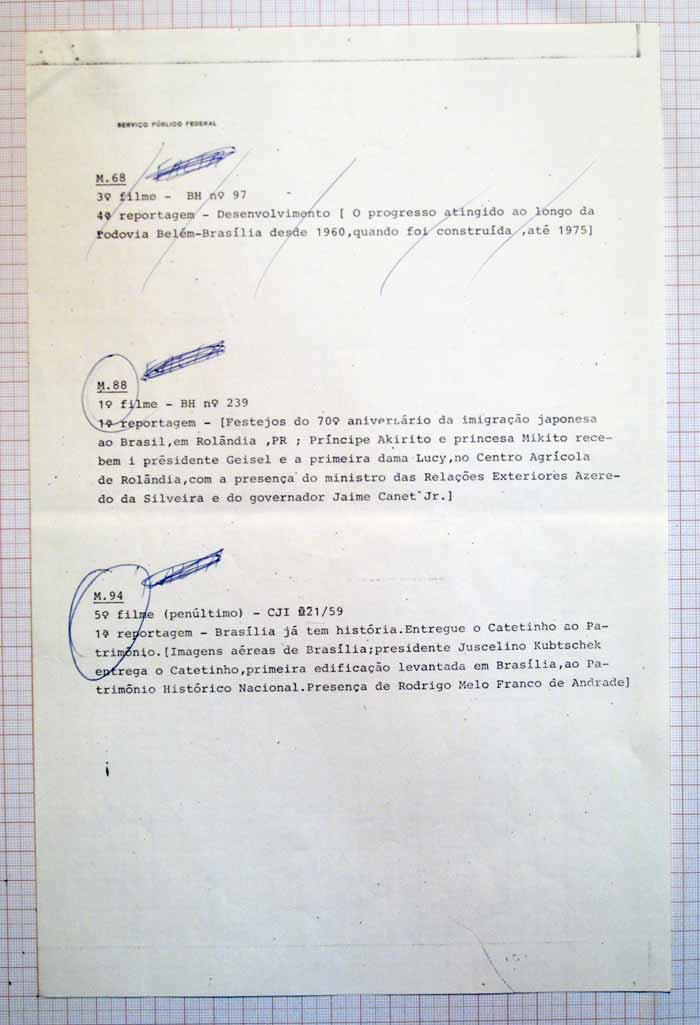 SERVIÇO PÚBLICO FEDERAL
M.68
3º filme - BH nº 97
4ª reportagem - Desenvolvimento [ O progresso atingido ao longo da
rodovia Belém-Brasília desde 1960,quando foi construída ,até 1975]
M.88
1º filme - BH nº 239
1ª reportagem - [Festejos do 70º aniversário da imigração japonesa
ao Brasil,em Rolândia ,PR ; Príncipe Akirito e princesa Mikito rece-
bem i présidente Geisel e a primeira dama Lucy,no Centro Agrícola
de Rolândia,com a presença do ministro das Relações Exteriores Azere-
do da Silveira e do governador Jaime Canet Jr.]
M.94
5º filme (penúltimo) - CJI 21/59
1ª reportagem - Brasília já tem história.Entregue o Catetinho ao Pa-
trimônio.[Imagens aéreas de Brasília;presidente Juscelino Kubtschek
entrega o Catetinho,primeira edificação levantada em Brasília,ao Pa-
trimônio Histórico Nacional.Presença de Rodrigo Melo Franco de Andrade]